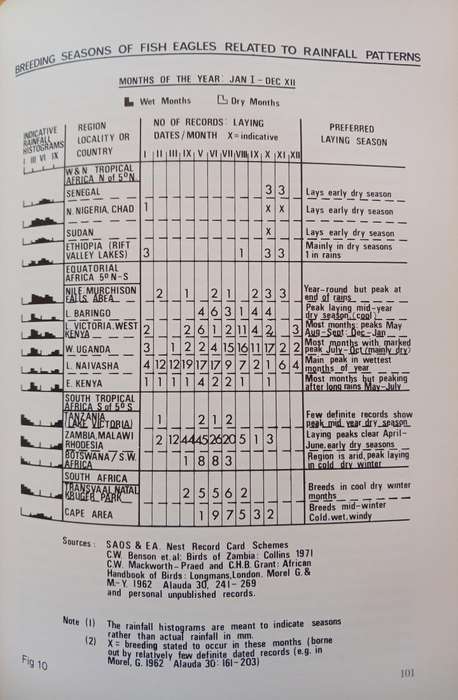 BREEDING SEASONS OF FISH EAGLES RELATED TO RAINFALL PATTERNS
MONTHS OF THE YEAR: JAN I - DEC XII
Wet Months Dry Months
INDICATIVE RAINFALL HISTOGRAMS I III VI IX
REGION LOCALITY OR COUNTRY
NO OF RECORDS: LAYING DATES/MONTH X=indicative
I II III IX V VI VII VIII IX X XI XII
PREFERRED LAYING SEASON
W&N TROPICAL AFRICA N of 5°N
SENEGAL 3 3 Lays early dry season
N. NIGERIA, CHAD 1 X X Lays early dry season
SUDAN X Lays early dry season
ETHIOPIA (RIFT VALLEY LAKES) 3 1 3 3 Mainly in dry seasons 1 in rains
EQUATORIAL AFRICA 5°N-S
NILE, MURCHISON FALLS AREA 2 1 2 1 2 3 3 Year-round but peak at end of rains
L. BARINGO 4 6 3 1 4 4 Peak laying mid-year dry season (cool)
L. VICTORIA, WEST KENYA 2 2 6 1 2 11 4 2 3 Most months: peaks May Aug-Sept: Dec-Jan
W. UGANDA 3 1 2 2 4 15 16 11 17 2 2 Most months with marked peak July-Oct (mainly dry)
L. NAIVASHA 4 12 12 19 17 17 9 7 2 1 6 4 Main peak in wettest months of year
E. KENYA 1 1 1 1 4 2 2 1 1 Most months but peaking after long rains May-July
SOUTH TROPICAL AFRICA S of 5°S
TANZANIA (LAKE VICTORIA) 1 2 1 2 Few definite records show peak mid year dry season
ZAMBIA, MALAWI RHODESIA 2 12 44 45 26 20 5 1 3 Laying peaks clear April-June, early dry seasons
BOTSWANA/S.W. AFRICA 1 8 8 3 Region is arid, peak laying in cold dry winter
SOUTH AFRICA
TRANSVAAL, NATAL KRUGER PARK 2 5 5 6 2 Breeds in cool dry winter months
CAPE AREA 1 9 7 5 3 2 Breeds mid-winter Cold, wet, windy
Sources: SAOS & EA. Nest Record Card Schemes
C.W. Benson et al: Birds of Zambia: Collins 1971
C.W. Mackworth-Praed and C.H.B. Grant: African
Handbook of Birds: Longmans, London. Morel G. &
M.-Y. 1962 Alauda 30, 241-269
and personal unpublished records.
Note (1) The rainfall histograms are meant to indicate seasons
rather than actual rainfall in mm.
(2) X = breeding stated to occur in these months (borne
out by relatively few definite dated records (e.g. in
Morel, G. 1962 Alauda 30: 161-203)
Fig 10
101